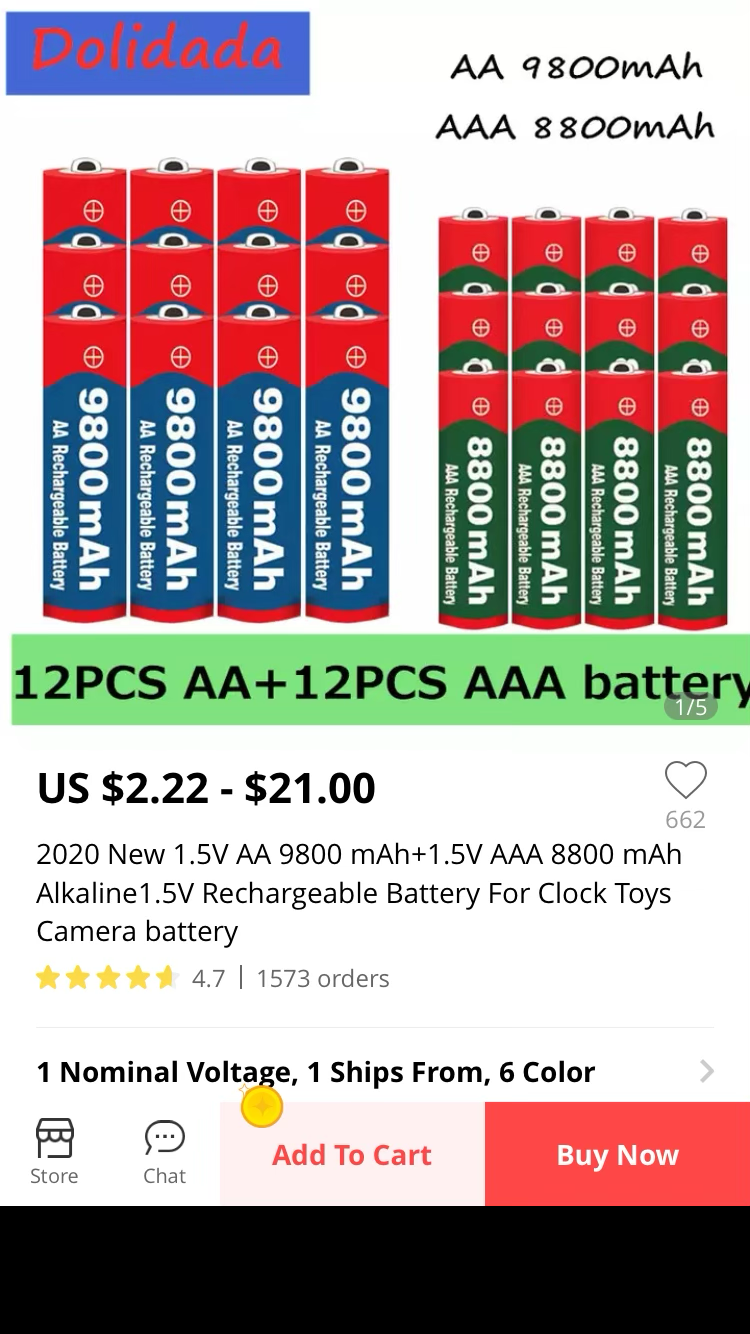 Dolidada
AA 9800mAh
AAA 8800mAh
9800mAh
AA Rechargeable Battery
9800mAh
AA Rechargeable Battery
9800mAh
AA Rechargeable Battery
9800mAh
AA Rechargeable Battery
8800mAh
AAA Rechargeable Battery
8800mAh
AAA Rechargeable Battery
8800mAh
AAA Rechargeable Battery
8800mAh
AAA Rechargeable Battery
12PCS AA+12PCS AAA battery
1/5
US $2.22 - $21.00
662
2020 New 1.5V AA 9800 mAh+1.5V AAA 8800 mAh
Alkaline1.5V Rechargeable Battery For Clock Toys
Camera battery
4.7 | 1573 orders
1 Nominal Voltage, 1 Ships From, 6 Color
Store
Chat
Add To Cart
Buy Now